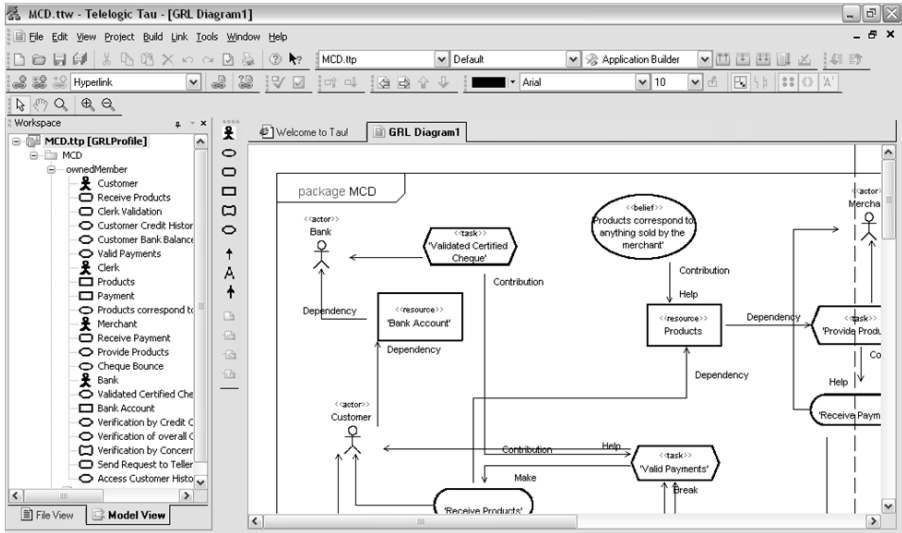 MCD.ttw - Telelogic Tau - [GRL Diagram1]
File Edit View Project Build Link Tools Window Help
MCD.ttp Default Application Builder
Hyperlink Arial 10
Workspace
MCD.ttp [GRLProfile]
MCD
ownedMember
Customer
Receive Products
Clerk Validation
Customer Credit Histor
Customer Bank Balance
Valid Payments
Clerk
Products
Payment
Products correspond to
Merchant
Receive Payment
Provide Products
Cheque Bounce
Bank
Validated Certified Che
Bank Account
Verification by Credit C
Verification of overall C
Verification by Concern
Send Request to Teller
Access Customer Histo
File View Model View
Welcome to Tau! GRL Diagram1
package MCD
<<actor>>
Bank
<<task>>
'Validated Certified
Cheque'
<<belief>>
Products correspond to
anything sold by the
merchant'
<<actor>
Mercha
Contribution
Contribution
Help
Dependency
<<resource>>
'Bank Account'
<<resource>>
Products
Dependency
<<task>>
'Provide Produ
Dependency
Co
Dependency
Help
<<actor>>
Customer
'Receive Paym
Contribution
Help
<<task>>
'Valid Payments'
Make
Break
'Receive Products'